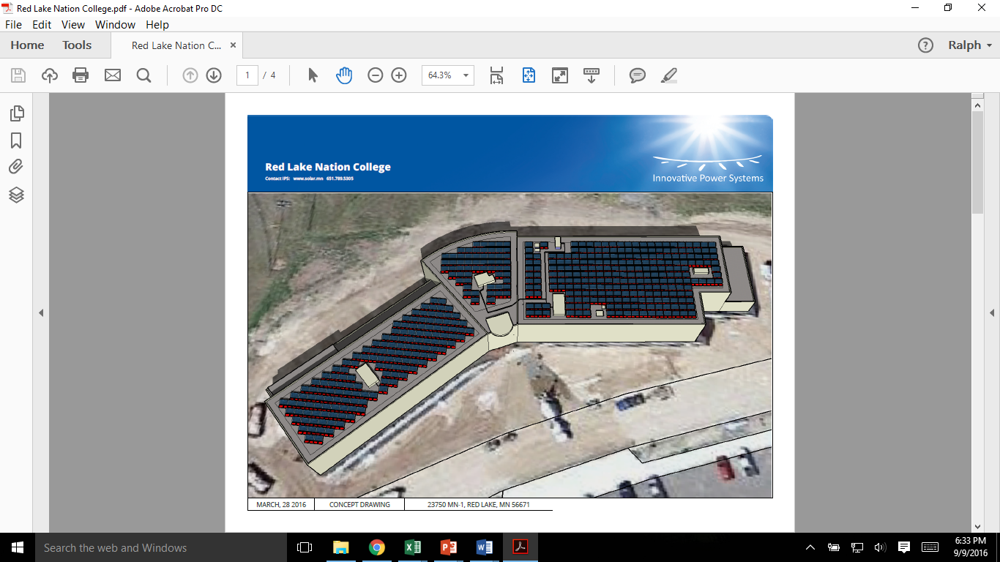 Red Lake Nation College.pdf - Adobe Acrobat Pro DC
File Edit View Window Help
Home Tools Red Lake Nation C... × Ralph
1 / 4 64.3%
Red Lake Nation College
Contact IPS: www.solar.mn 651.789.5305
Innovative Power Systems
MARCH, 28 2016 CONCEPT DRAWING 23750 MN-1, RED LAKE, MN 56671
Search the web and Windows
6:33 PM
9/9/2016